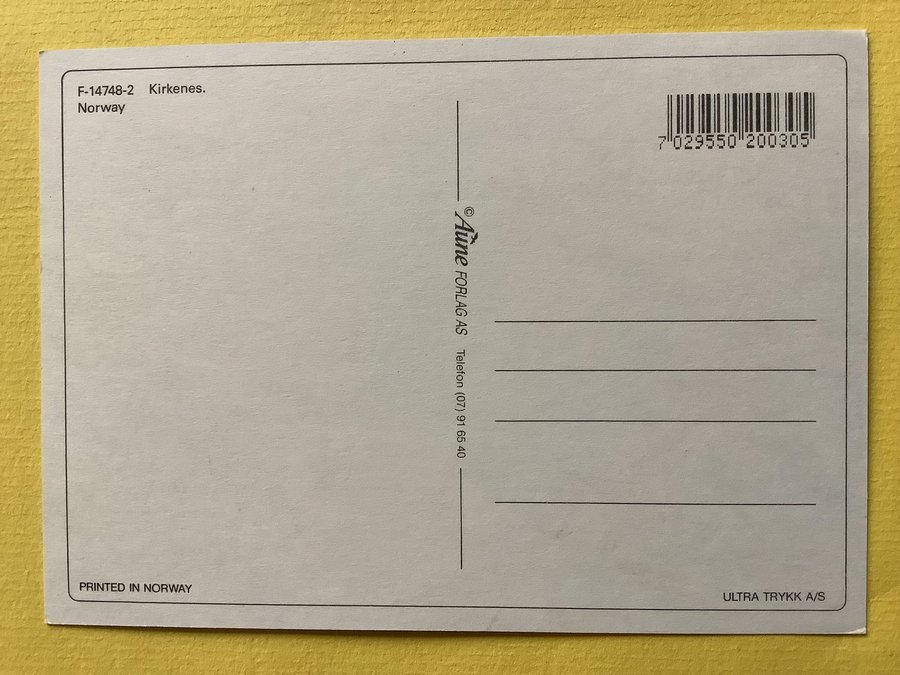 F-14748-2 Kirkenes.
Norway
7 029550 200305
© Aune FORLAG AS Telefon (07) 91 65 40
PRINTED IN NORWAY
ULTRA TRYKK A/S